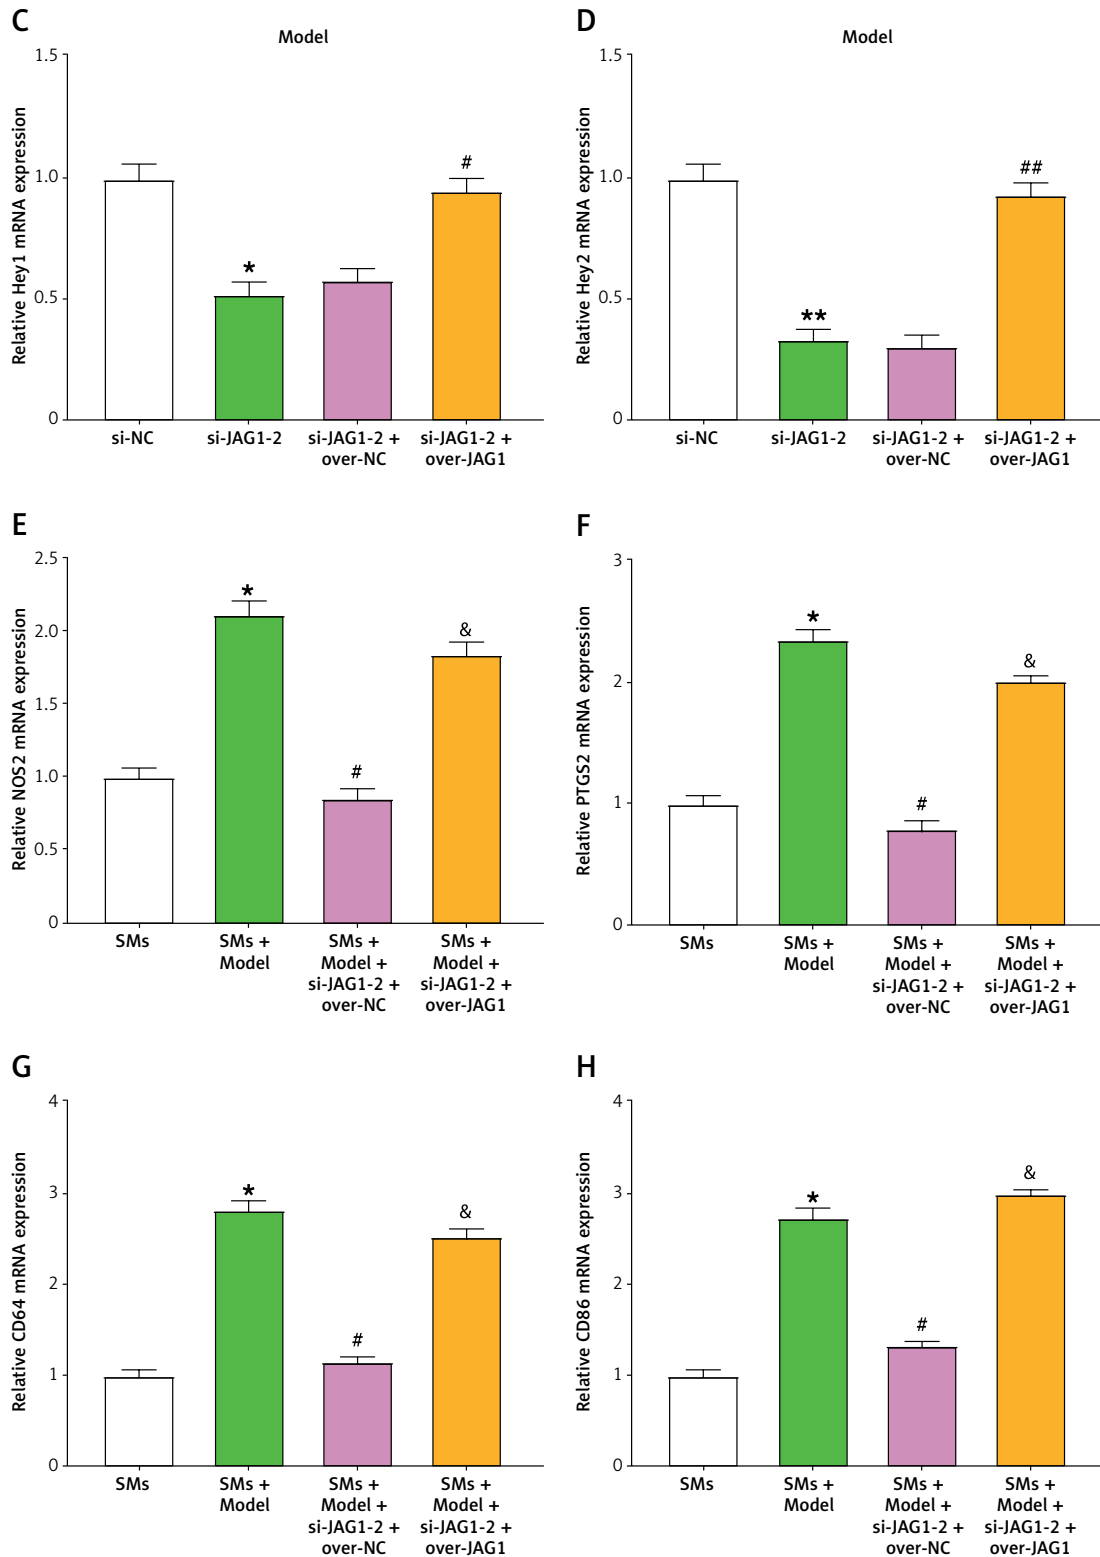 C
Model
Relative Hey1 mRNA expression
1.5
1.0
0.5
0
*
#
si-NC
si-JAG1-2
si-JAG1-2 +
over-NC
si-JAG1-2 +
over-JAG1
D
Model
Relative Hey2 mRNA expression
1.5
1.0
0.5
0
**
##
si-NC
si-JAG1-2
si-JAG1-2 +
over-NC
si-JAG1-2 +
over-JAG1
E
Relative NOS2 mRNA expression
2.5
2.0
1.5
1.0
0.5
0
*
#
&
SMs
SMs +
Model
SMs +
Model +
si-JAG1-2 +
over-NC
SMs +
Model +
si-JAG1-2 +
over-JAG1
F
Relative PTGS2 mRNA expression
3
2
1
0
*
#
&
SMs
SMs +
Model
SMs +
Model +
si-JAG1-2 +
over-NC
SMs +
Model +
si-JAG1-2 +
over-JAG1
G
Relative CD64 mRNA expression
4
3
2
1
0
*
#
&
SMs
SMs +
Model
SMs +
Model +
si-JAG1-2 +
over-NC
SMs +
Model +
si-JAG1-2 +
over-JAG1
H
Relative CD86 mRNA expression
4
3
2
1
0
*
#
&
SMs
SMs +
Model
SMs +
Model +
si-JAG1-2 +
over-NC
SMs +
Model +
si-JAG1-2 +
over-JAG1